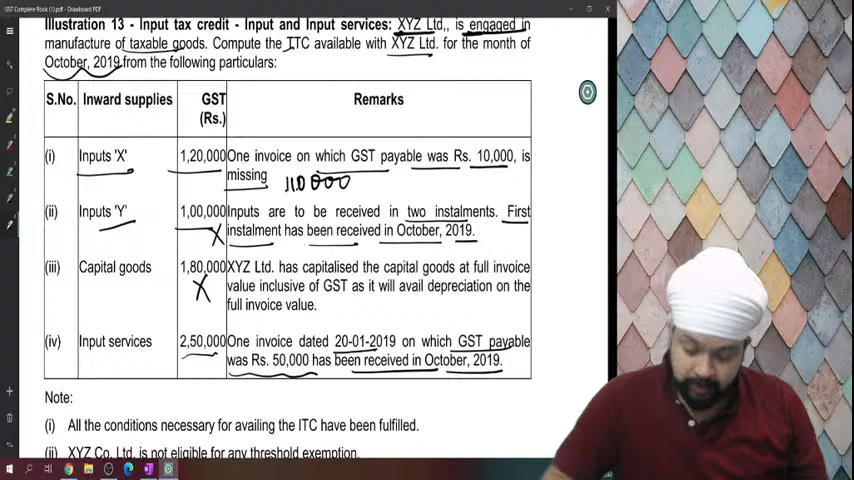 GST Complete Book (1).pdf - Drawboard PDF
Illustration 13 - Input tax credit - Input and Input services: XYZ Ltd,, is engaged in
manufacture of taxable goods. Compute the ITC available with XYZ Ltd. for the month of
October, 2019 from the following particulars:
S.No. Inward supplies GST (Rs.) Remarks
(i) Inputs 'X' 1,20,000 One invoice on which GST payable was Rs. 10,000, is
missing 110000
(ii) Inputs 'Y' 1,00,000 Inputs are to be received in two instalments. First
X instalment has been received in October, 2019.
(iii) Capital goods 1,80,000 XYZ Ltd. has capitalised the capital goods at full invoice
X value inclusive of GST as it will avail depreciation on the
full invoice value.
(iv) Input services 2,50,000 One invoice dated 20-01-2019 on which GST payable
was Rs. 50,000 has been received in October, 2019.
Note:
(i) All the conditions necessary for availing the ITC have been fulfilled.
(ii) XYZ Co. Ltd. is not eligible for any threshold exemption.